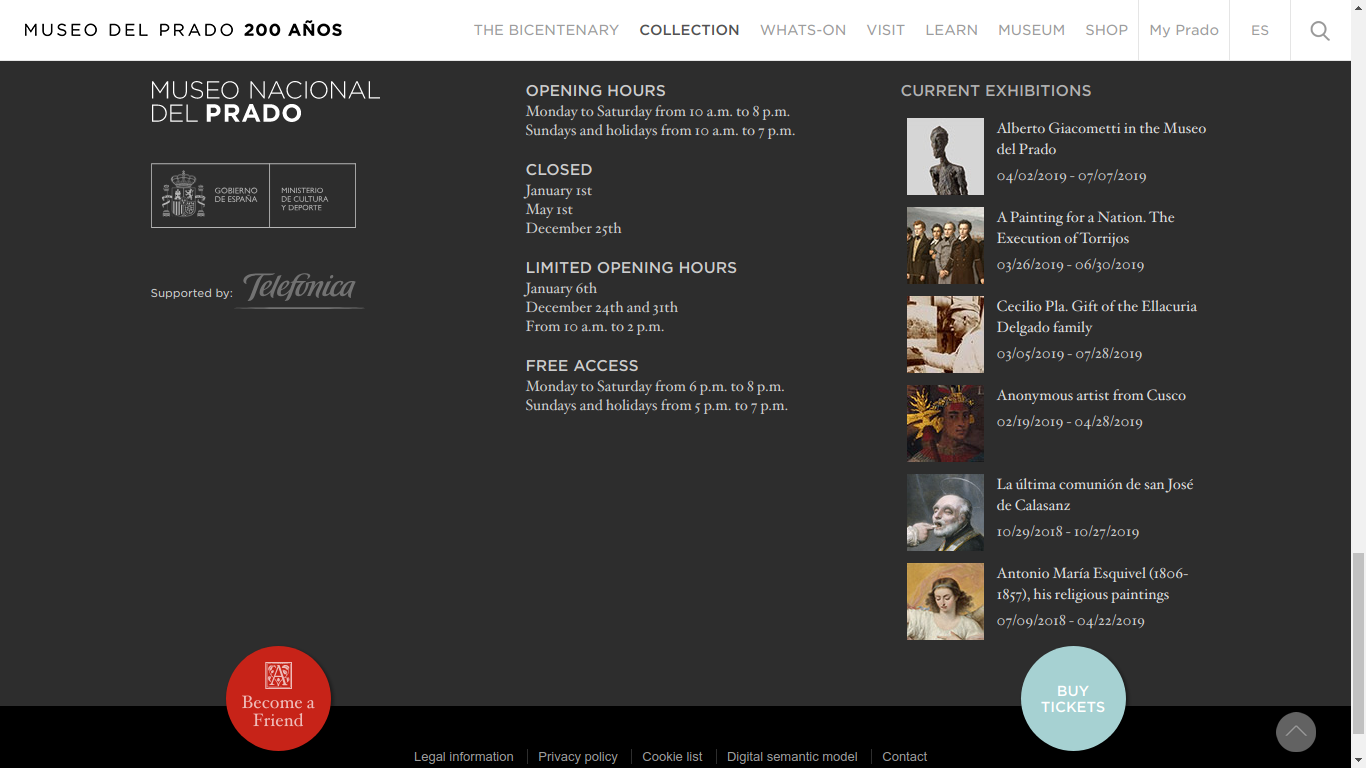 MUSEO DEL PRADO 200 AÑOS
THE BICENTENARY
COLLECTION
WHATS-ON
VISIT
LEARN
MUSEUM
SHOP
My Prado
ES
MUSEO NACIONAL
DEL PRADO
GOBIERNO
DE ESPAÑA
MINISTERIO
DE CULTURA
Y DEPORTE
Supported by:
Telefónica
OPENING HOURS
Monday to Saturday from 10 a.m. to 8 p.m.
Sundays and holidays from 10 a.m. to 7 p.m.
CLOSED
January 1st
May 1st
December 25th
LIMITED OPENING HOURS
January 6th
December 24th and 31th
From 10 a.m. to 2 p.m.
FREE ACCESS
Monday to Saturday from 6 p.m. to 8 p.m.
Sundays and holidays from 5 p.m. to 7 p.m.
CURRENT EXHIBITIONS
Alberto Giacometti in the Museo
del Prado
04/02/2019 - 07/07/2019
A Painting for a Nation. The
Execution of Torrijos
03/26/2019 - 06/30/2019
Cecilio Pla. Gift of the Ellacuria
Delgado family
03/05/2019 - 07/28/2019
Anonymous artist from Cusco
02/19/2019 - 04/28/2019
La última comunión de san José
de Calasanz
10/29/2018 - 10/27/2019
Antonio María Esquivel (1806-
1857), his religious paintings
07/09/2018 - 04/22/2019
A
Become a
Friend
BUY
TICKETS
Legal information
Privacy policy
Cookie list
Digital semantic model
Contact